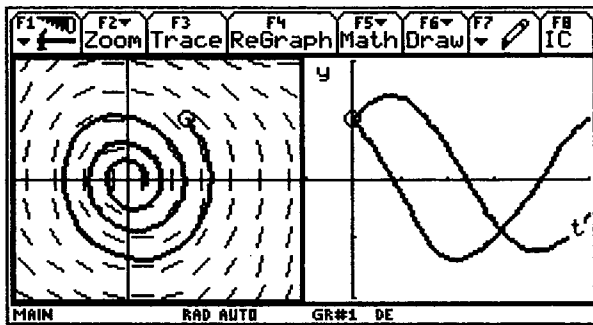 F1 F2 F3 F4 F5 F6 F7 F8
Zoom Trace ReGraph Math Draw IC
y
t
MAIN RAD AUTO GR#1 DE